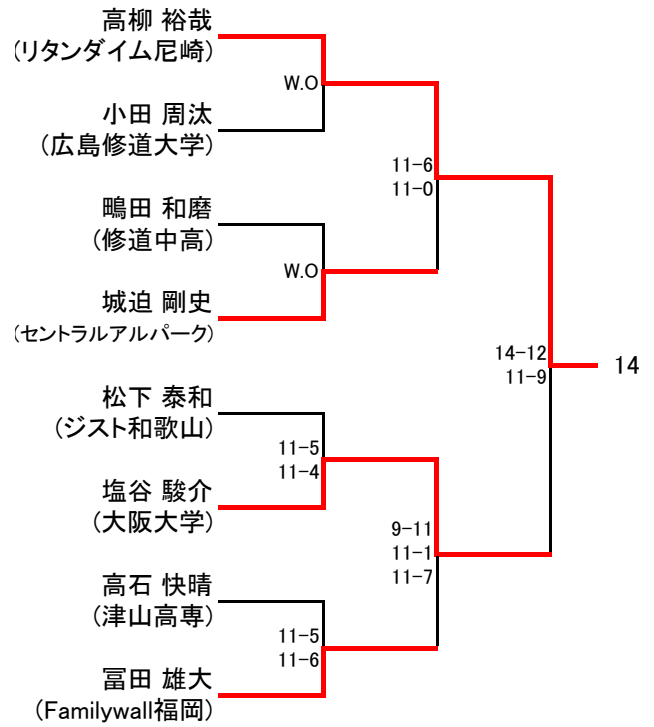 高柳 裕哉
(リタンダイム尼崎)
W.O
小田 周汰
(広島修道大学)
11-6
11-0
鴫田 和磨
(修道中高)
W.O
城迫 剛史
(セントラルアルパーク)
14-12
11-9
14
松下 泰和
(ジスト和歌山)
11-5
11-4
塩谷 駿介
(大阪大学)
9-11
11-1
11-7
高石 快晴
(津山高専)
11-5
11-6
冨田 雄大
(Familywall福岡)